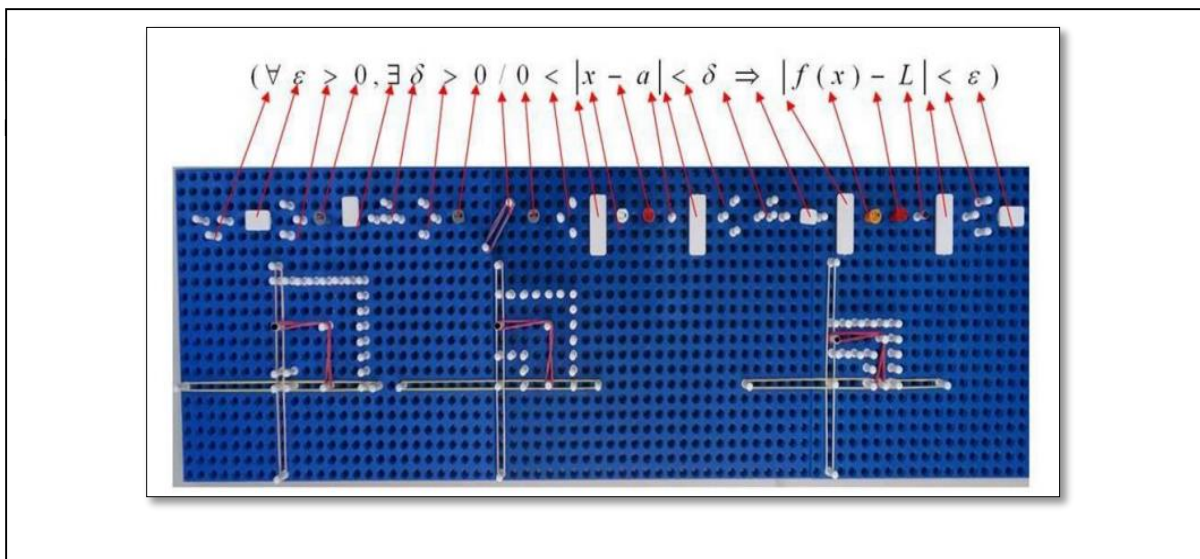 (∀ ε > 0, ∃ δ > 0 / 0 < |x − a| < δ ⇒ |f(x) − L| < ε)